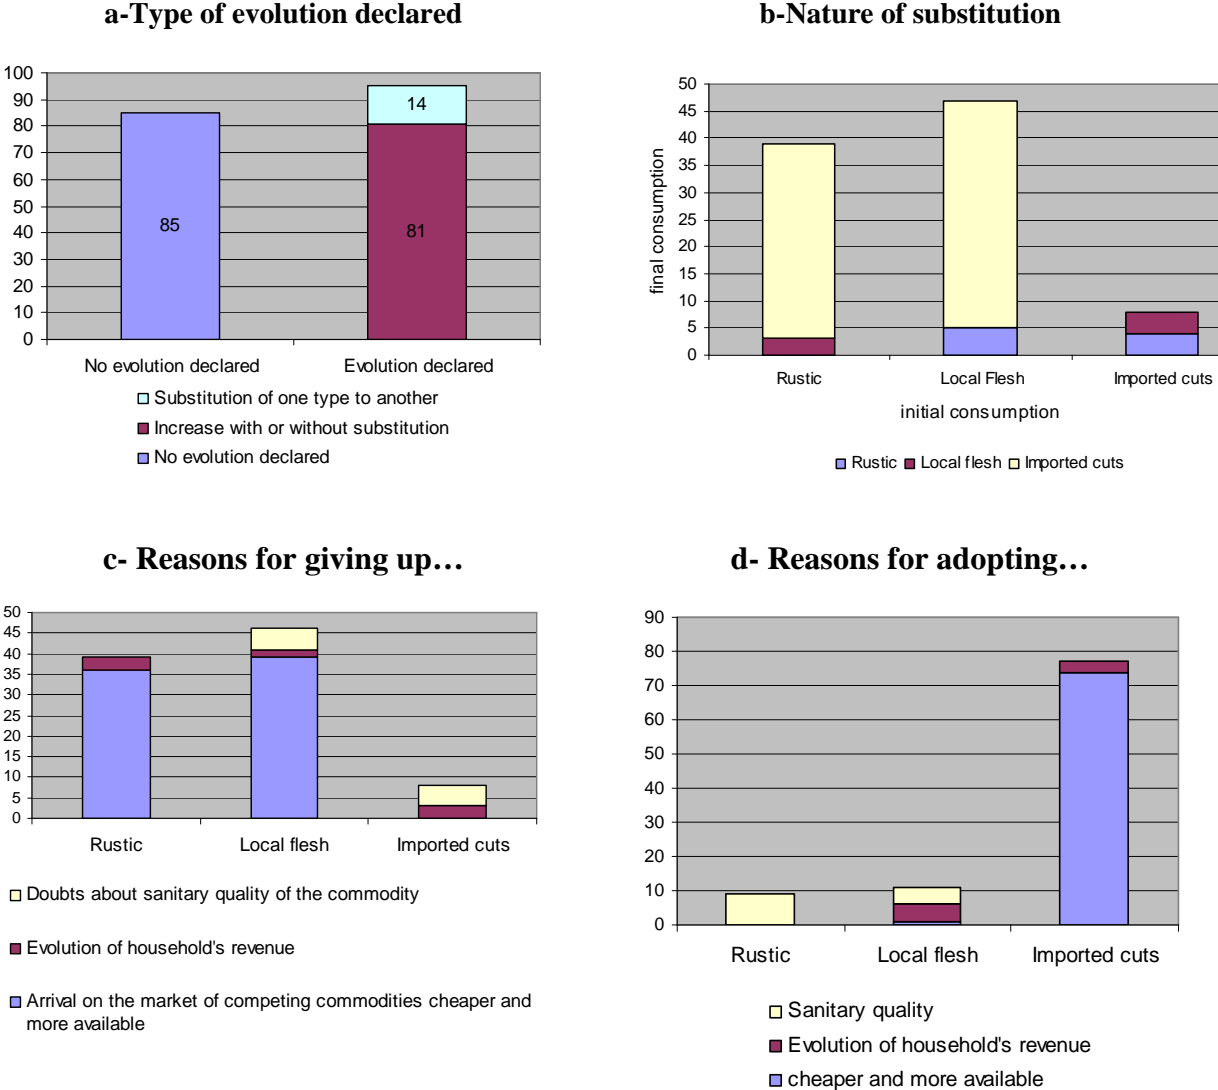 a-Type of evolution declared
100
90
80
70
60
50
40
30
20
10
0
14
85
81
No evolution declared
Evolution declared
Substitution of one type to another
Increase with or without substitution
No evolution declared
b-Nature of substitution
final consumption
50
45
40
35
30
25
20
15
10
5
0
Rustic
Local Flesh
Imported cuts
initial consumption
Rustic
Local flesh
Imported cuts
c- Reasons for giving up…
50
45
40
35
30
25
20
15
10
5
0
Rustic
Local flesh
Imported cuts
Doubts about sanitary quality of the commodity
Evolution of household's revenue
Arrival on the market of competing commodities cheaper and
more available
d- Reasons for adopting…
90
80
70
60
50
40
30
20
10
0
Rustic
Local flesh
Imported cuts
Sanitary quality
Evolution of household's revenue
cheaper and more available